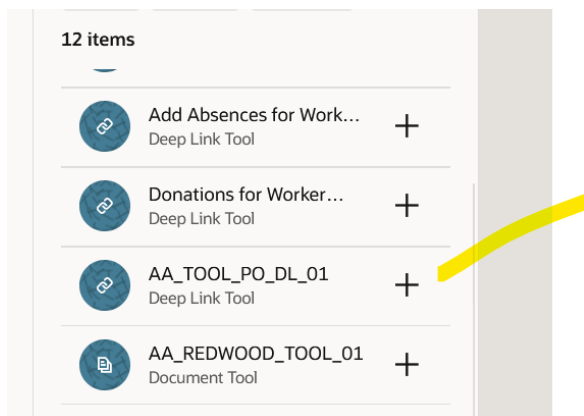 12 items
Add Absences for Work...
Deep Link Tool
Donations for Worker...
Deep Link Tool
AA_TOOL_PO_DL_01
Deep Link Tool
AA_REDWOOD_TOOL_01
Document Tool